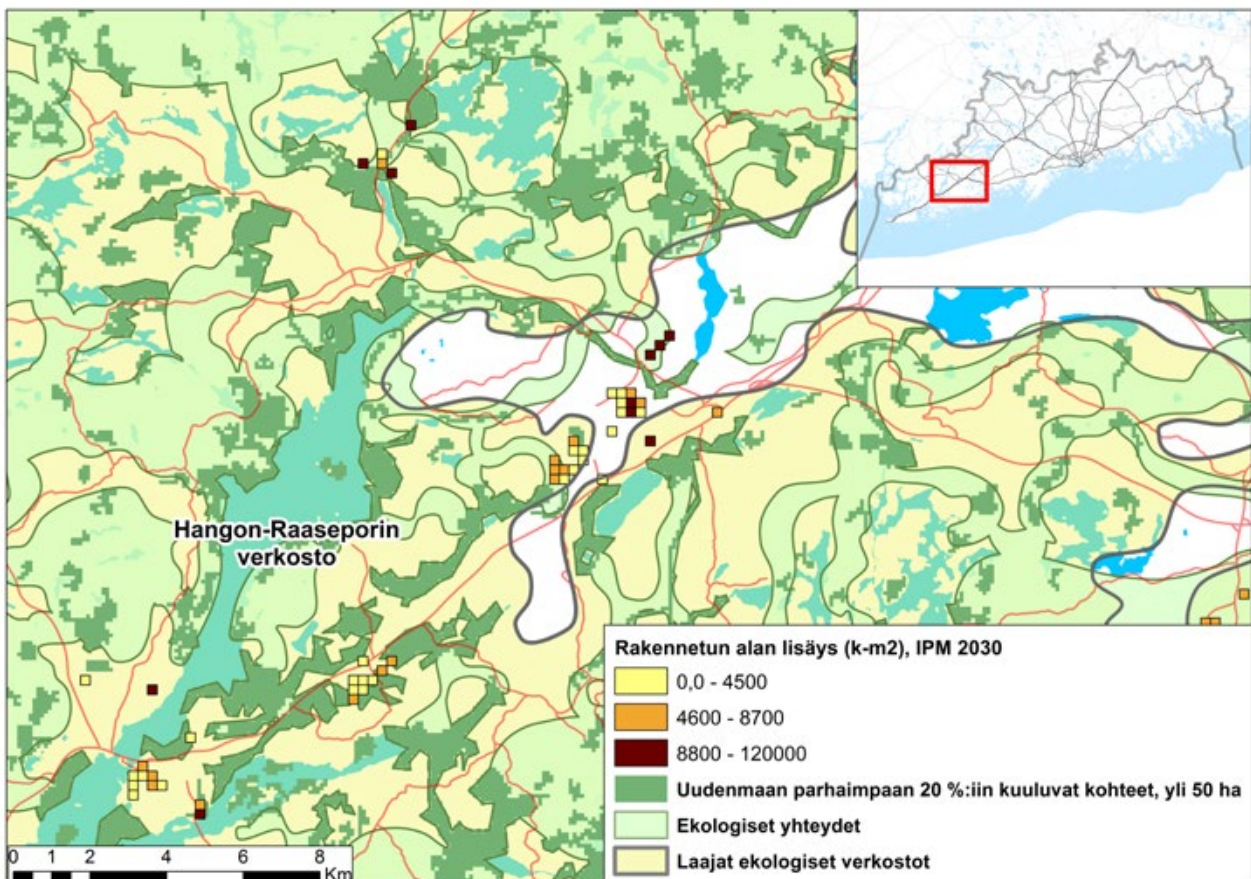 Hangon-Raaseporin
verkosto
Rakennetun alan lisäys (k-m2), IPM 2030
0,0 - 4500
4600 - 8700
8800 - 120000
Uudenmaan parhaimpaan 20 %:iin kuuluvat kohteet, yli 50 ha
Ekologiset yhteydet
Laajat ekologiset verkostot
0 1 2 4 6 8
Km